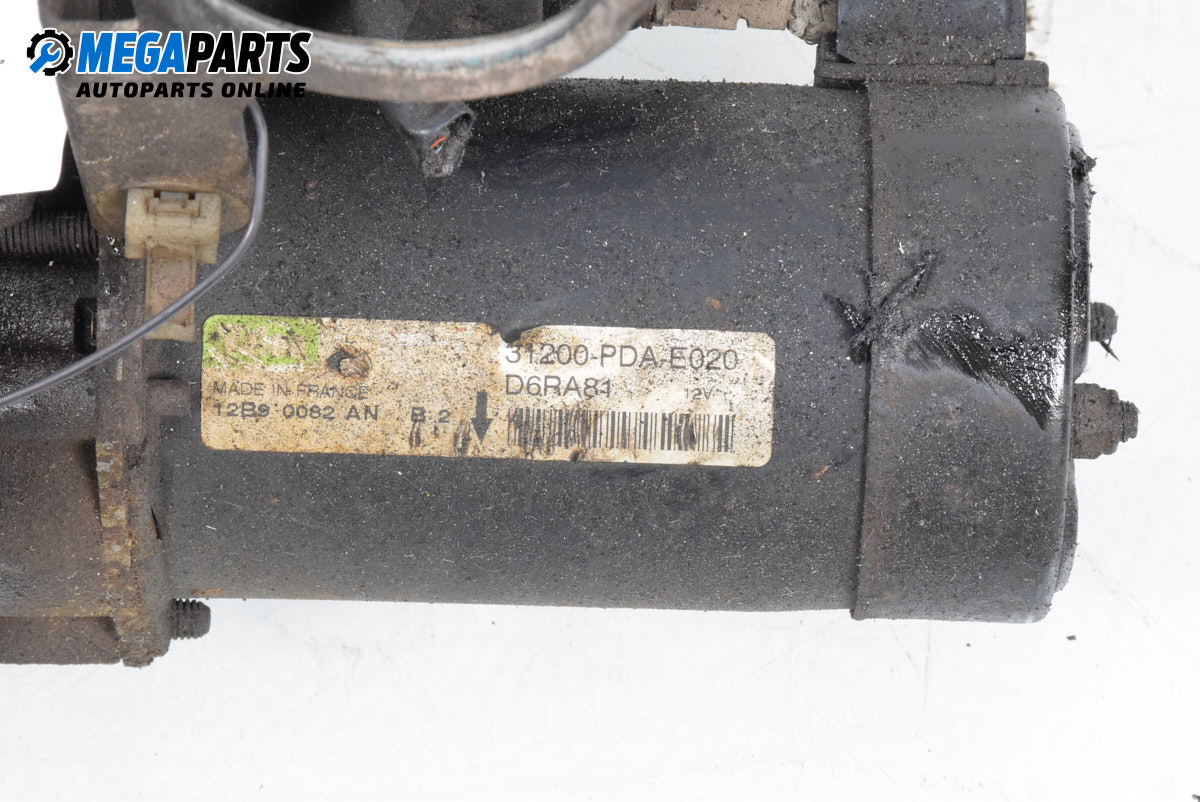 MEGAPARTS
AUTOPARTS ONLINE
31200-PDA-E020
D6RA81 12V
MADE IN FRANCE
12B9 0082 AN B.2